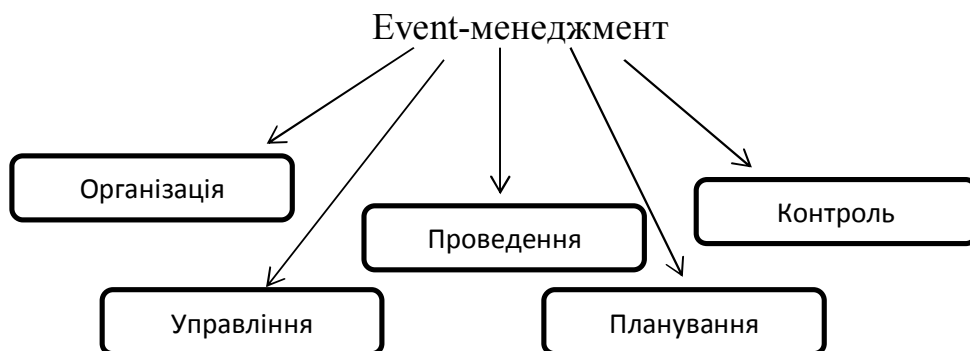 Event-менеджмент
Організація
Контроль
Проведення
Управління
Планування